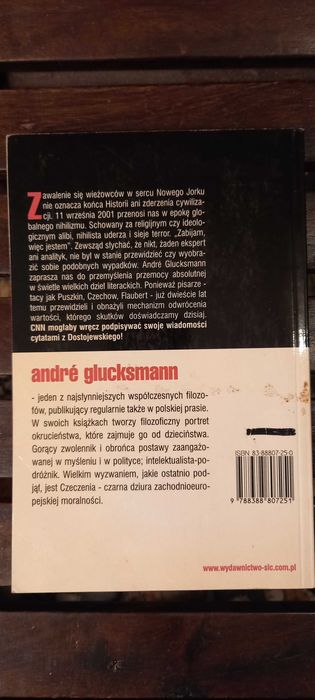 Zawalenie się wieżowców w sercu Nowego Jorku
nie oznacza końca Historii ani zderzenia cywiliza-
cji. 11 września 2001 przenosi nas w epokę glo-
balnego nihilizmu. Schowany za religijnym czy ideolo-
gicznym alibi, nihilista uderza i sieje terror. „Zabijam,
więc jestem”. Zewsząd słychać, że nikt, żaden ekspert
ani analityk, nie był w stanie przewidzieć czy wyobra-
zić sobie podobnych wypadków. André Glucksmann
zaprasza nas do przemyślenia przemocy absolutnej
w świetle wielkich dzieł literackich. Ponieważ pisarze -
tacy jak Puszkin, Czechow, Flaubert - już dwieście lat
temu przewidzieli i obnażyli mechanizm odwrócenia
wartości, którego skutków doświadczamy dzisiaj.
CNN mogłaby wręcz podpisywać swoje wiadomości
cytatami z Dostojewskiego!
andré glucksmann
- jeden z najsłynniejszych współczesnych filozo-
fów, publikujący regularnie także w polskiej prasie.
W swoich książkach tworzy filozoficzny portret
okrucieństwa, które zajmuje go od dzieciństwa.
Gorący zwolennik i obrońca postawy zaangażo-
wanej w myśleniu i w polityce; intelektualista-po-
dróżnik. Wielkim wyzwaniem, jakie ostatnio pod-
jął, jest Czeczenia - czarna dziura zachodnioeuro-
pejskiej moralności.
ISBN 83-88807-25-0
9 788388 807251
www.wydawnictwo-sic.com.pl